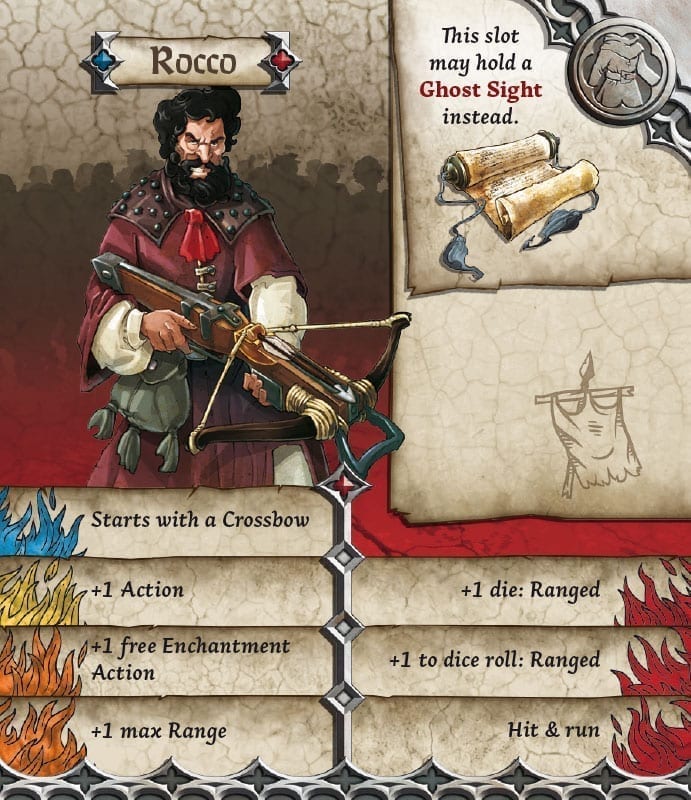 Rocco
This slot
may hold a
Ghost Sight
instead.
Starts with a Crossbow
+1 Action
+1 free Enchantment
Action
+1 max Range
+1 die: Ranged
+1 to dice roll: Ranged
Hit & run